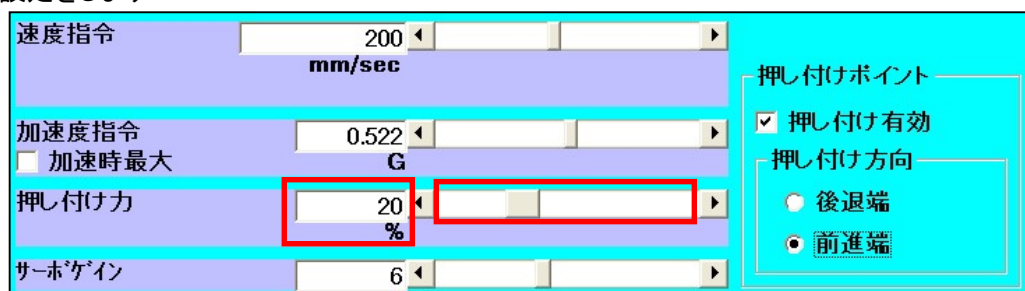 速度指令
200
mm/sec
加速度指令
0.522
加速時最大
G
押し付け力
20
%
サーボゲイン
6
押し付けポイント
押し付け有効
押し付け方向
後退端
前進端